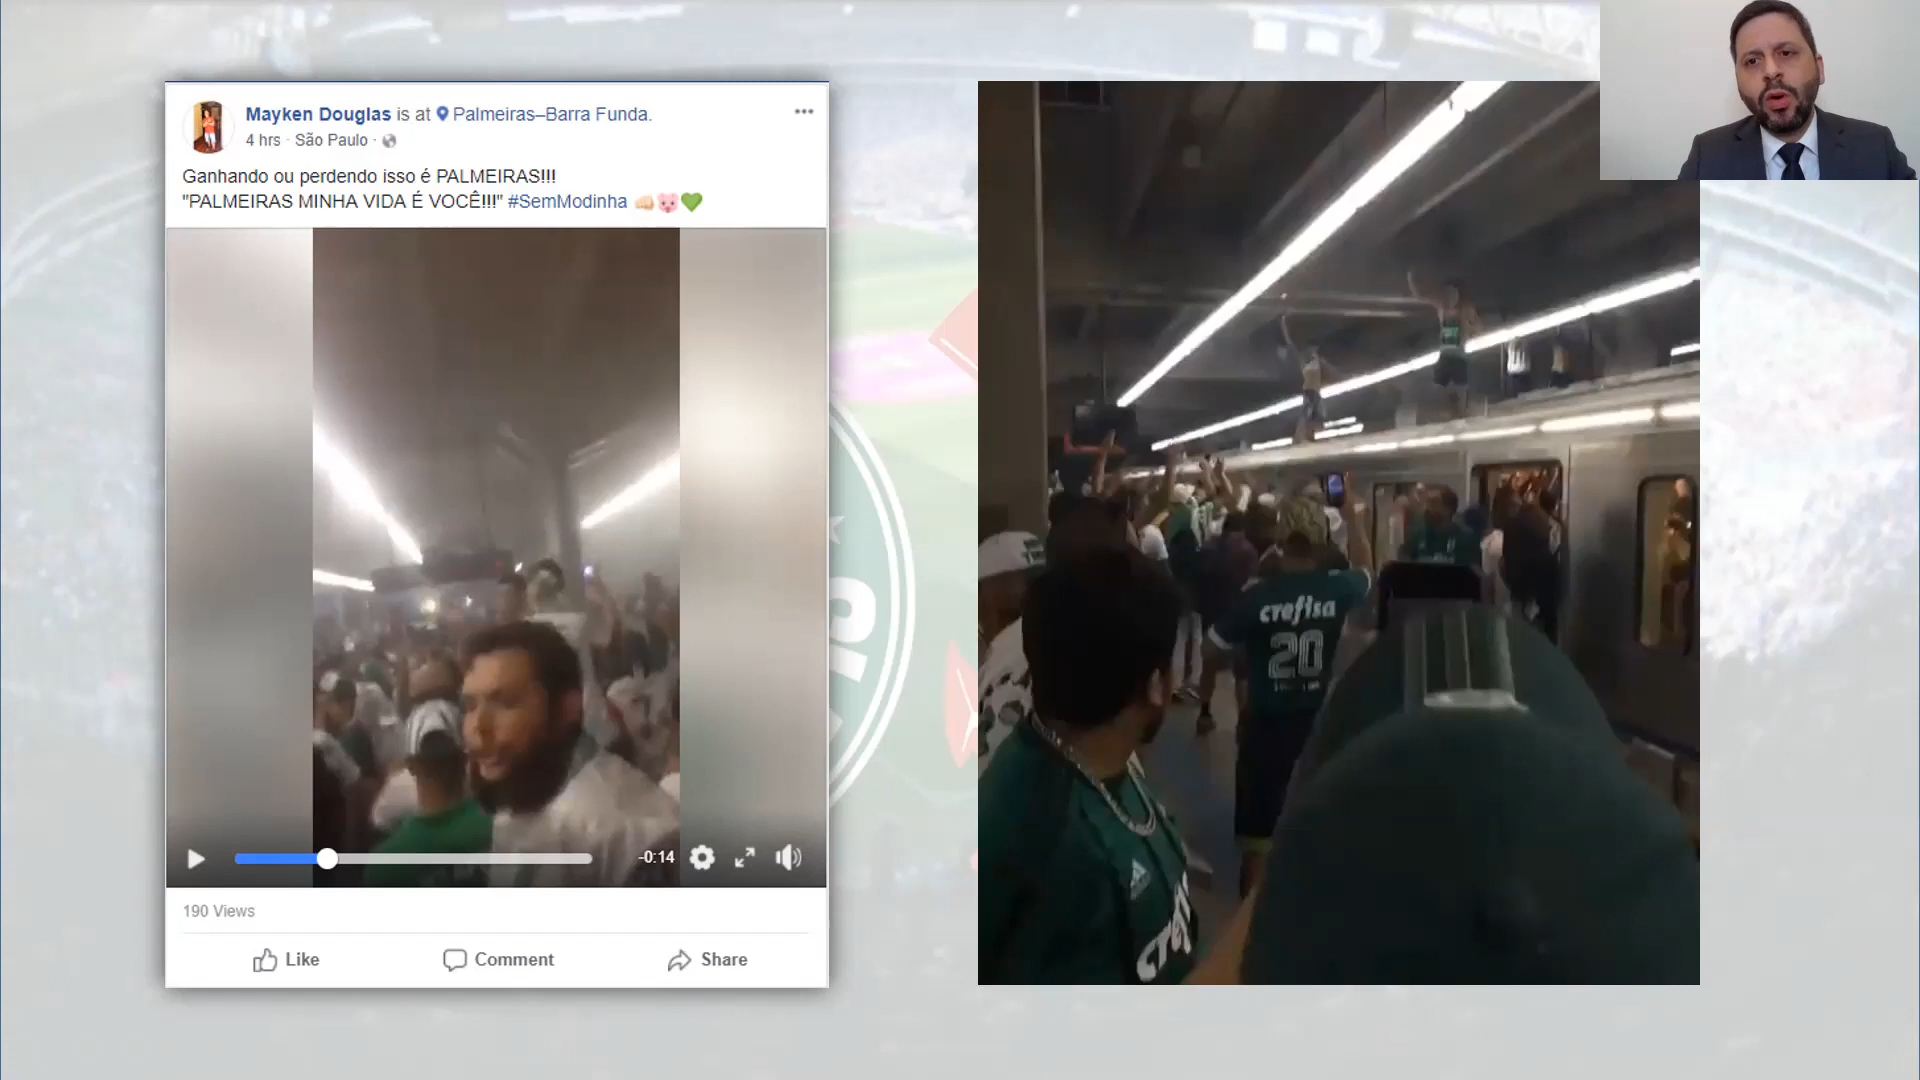 Mayken Douglas is at Palmeiras–Barra Funda.
4 hrs · São Paulo ·
Ganhando ou perdendo isso é PALMEIRAS!!!
"PALMEIRAS MINHA VIDA É VOCÊ!!!" #SemModinha 👊🏻🐷💚
-0:14
190 Views
Like Comment Share
crefisa
20